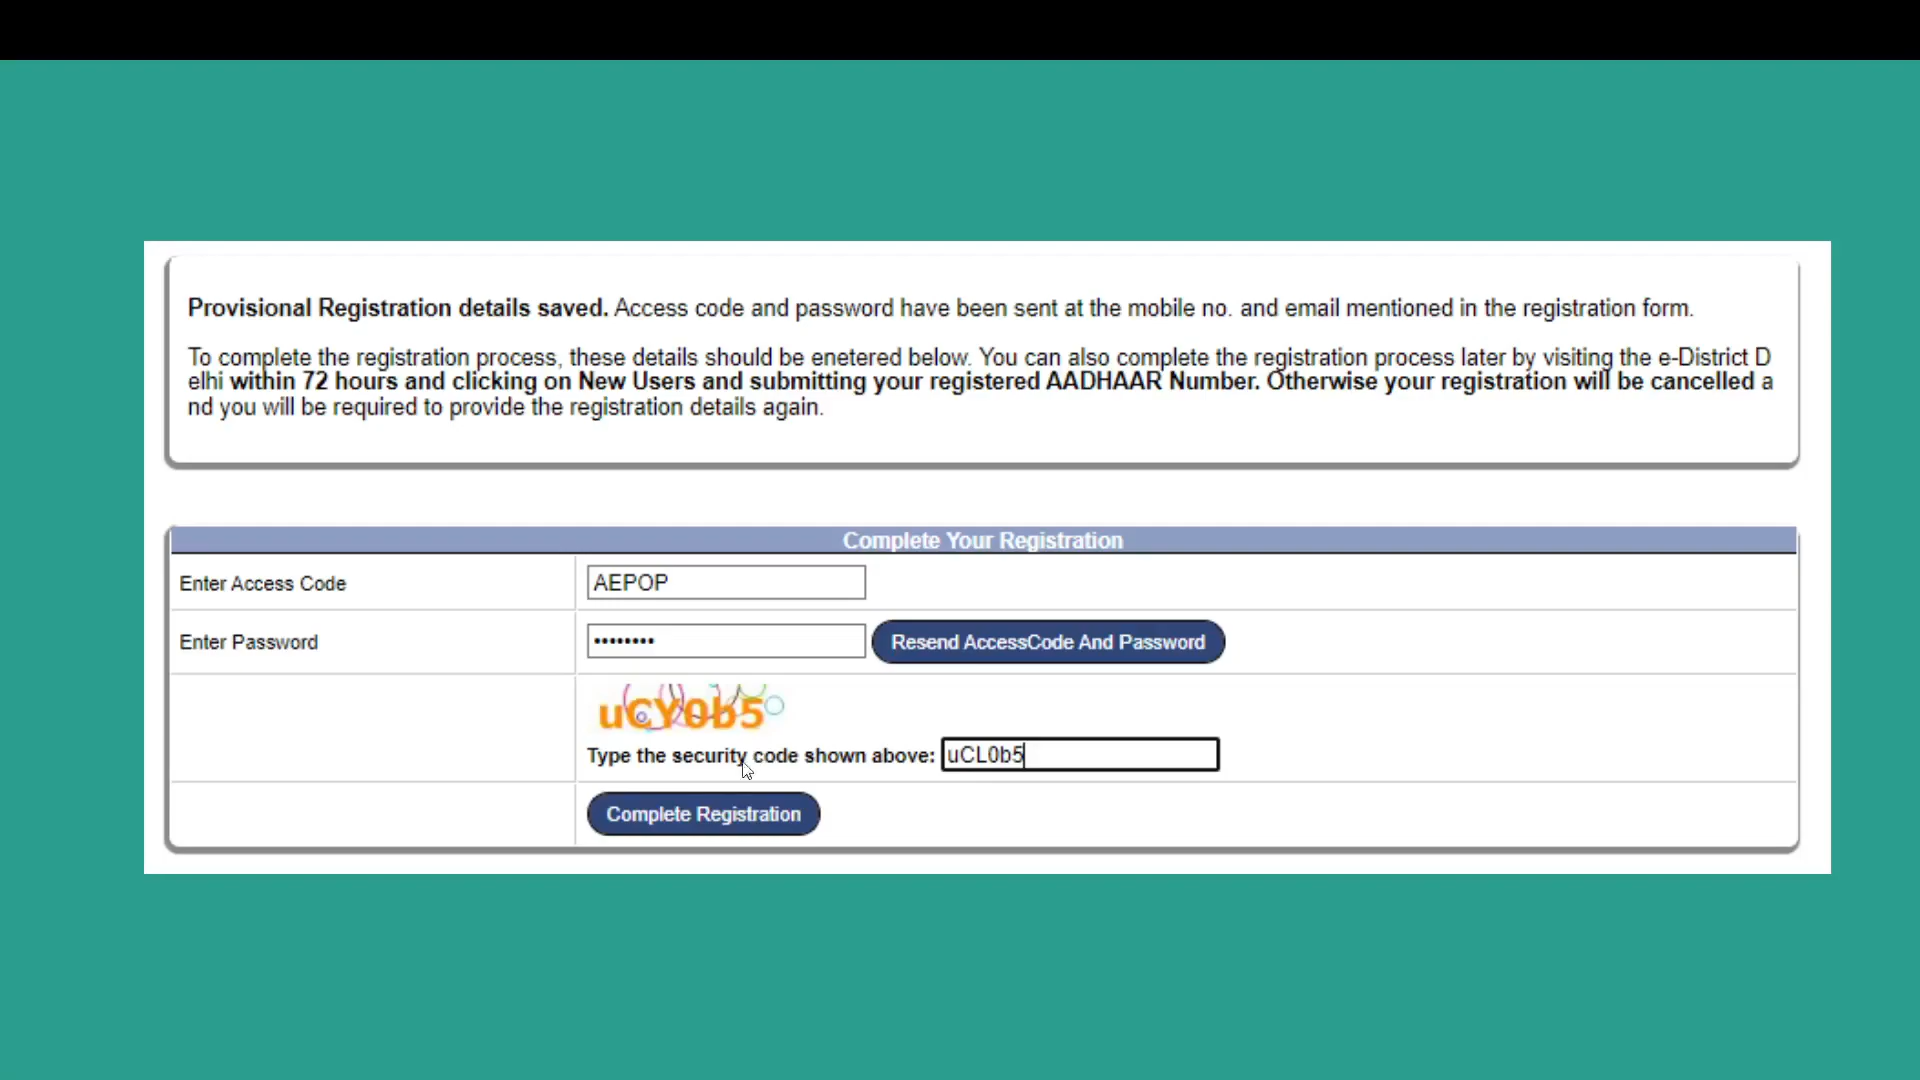 Provisional Registration details saved. Access code and password have been sent at the mobile no. and email mentioned in the registration form.
To complete the registration process, these details should be enetered below. You can also complete the registration process later by visiting the e-District D
elhi within 72 hours and clicking on New Users and submitting your registered AADHAAR Number. Otherwise your registration will be cancelled a
nd you will be required to provide the registration details again.
Complete Your Registration
Enter Access Code AEPOP
Enter Password •••••••• Resend AccessCode And Password
uCY0b5
Type the security code shown above: uCL0b5
Complete Registration